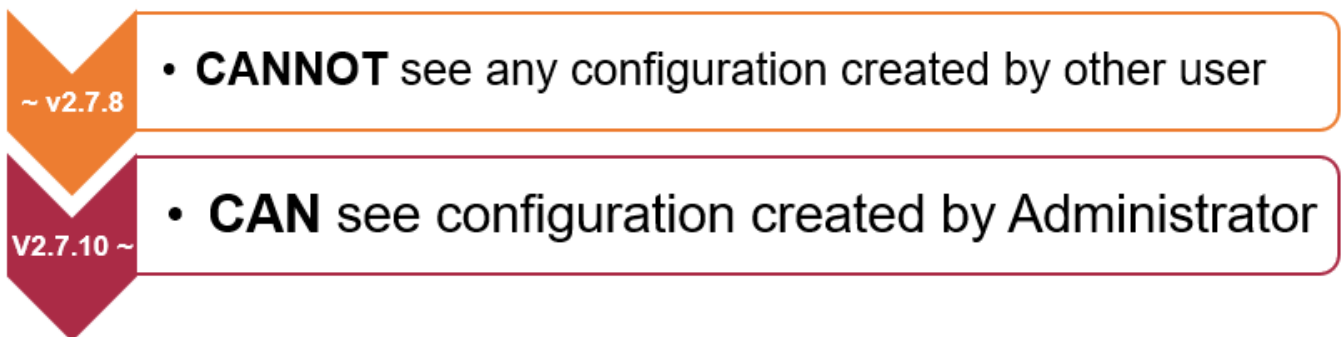 ~ v2.7.8
• CANNOT see any configuration created by other user
V2.7.10 ~
• CAN see configuration created by Administrator